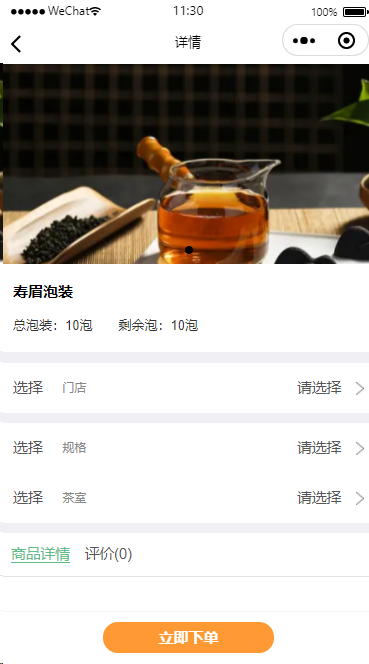 WeChat 11:30 100%
详情
寿眉泡装
总泡装：10泡 剩余泡：10泡
选择 门店 请选择
选择 规格 请选择
选择 茶室 请选择
商品详情 评价(0)
立即下单